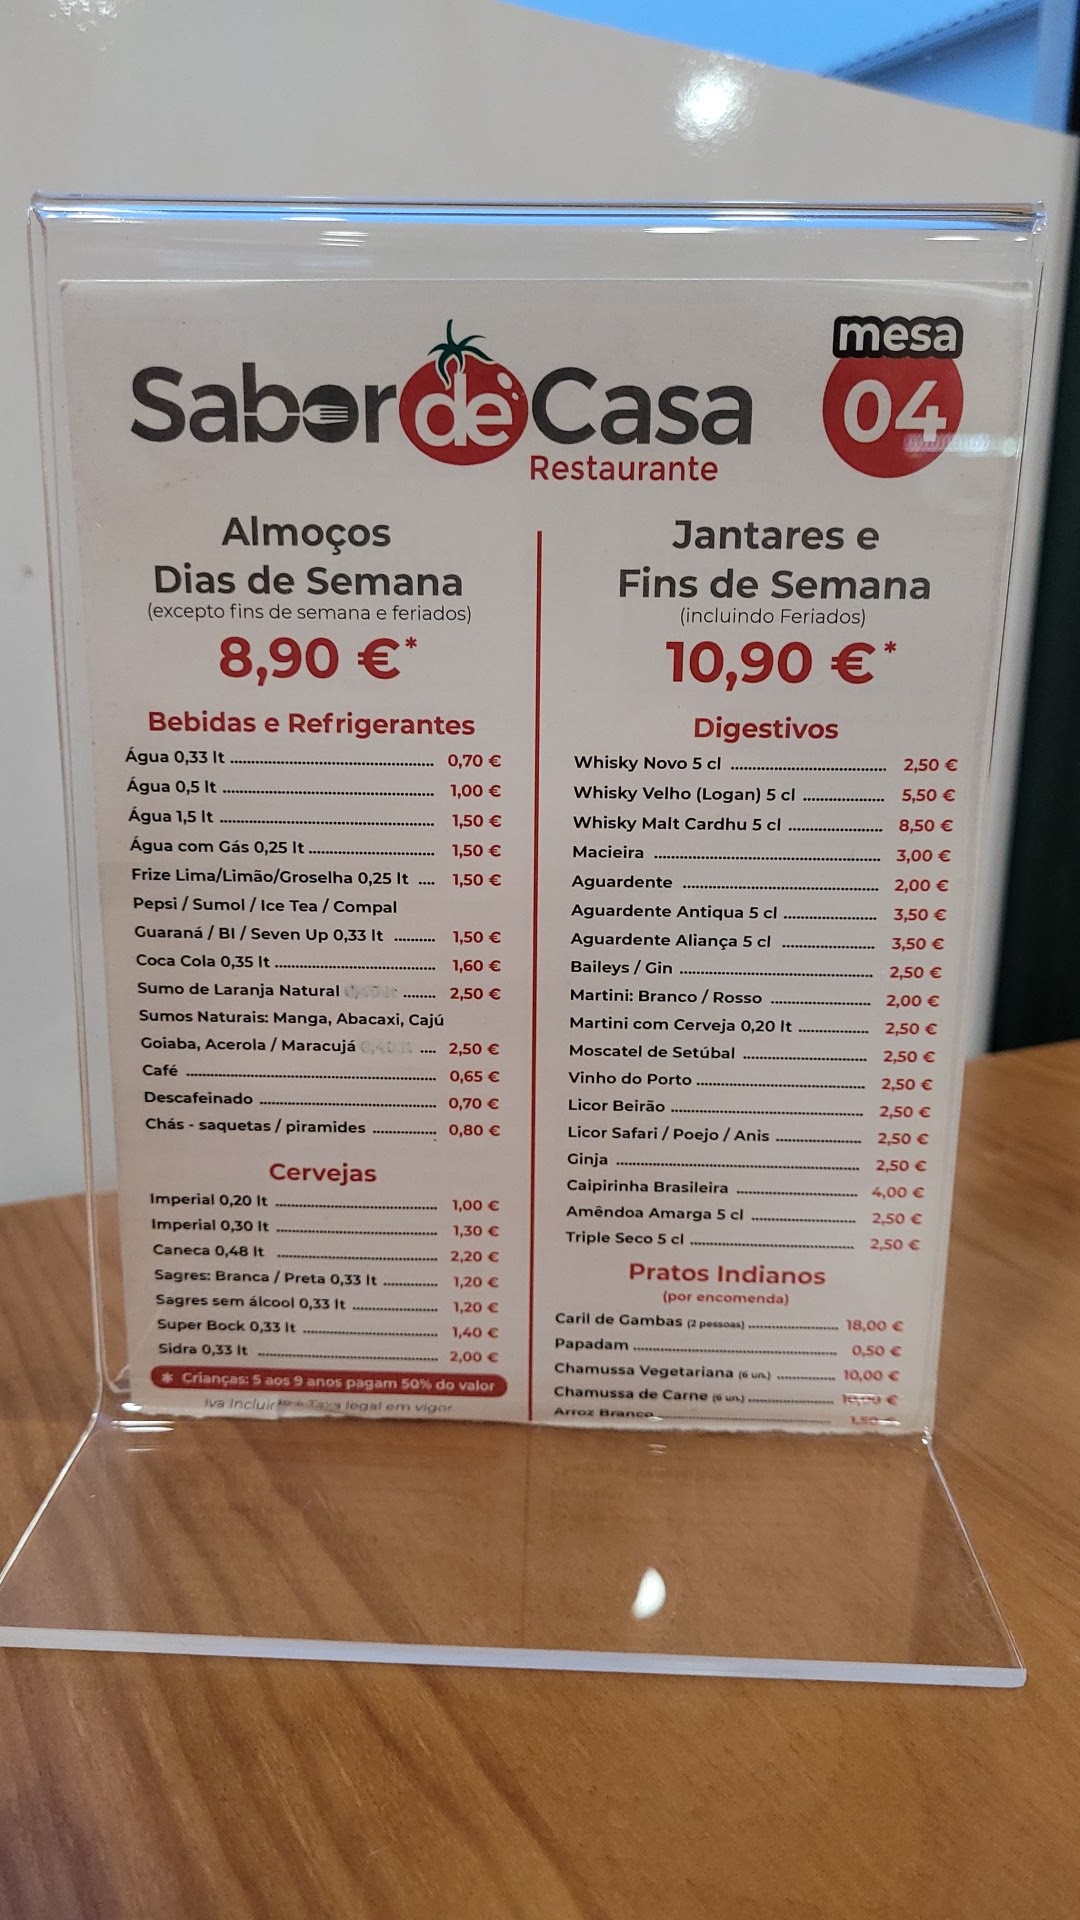 Sabor de Casa
Restaurante
mesa
04
Almoços
Dias de Semana
(excepto fins de semana e feriados)
8,90 €*
Bebidas e Refrigerantes
Água 0,33 lt 0,70 €
Água 0,5 lt 1,00 €
Água 1,5 lt 1,50 €
Água com Gás 0,25 lt 1,50 €
Frize Lima/Limão/Groselha 0,25 lt 1,50 €
Pepsi / Sumol / Ice Tea / Compal
Guaraná / BI / Seven Up 0,33 lt 1,50 €
Coca Cola 0,35 lt 1,60 €
Sumo de Laranja Natural 2,50 €
Sumos Naturais: Manga, Abacaxi, Cajú
Goiaba, Acerola / Maracujá 2,50 €
Café 0,65 €
Descafeinado 0,70 €
Chás - saquetas / piramides 0,80 €
Cervejas
Imperial 0,20 lt 1,00 €
Imperial 0,30 lt 1,30 €
Caneca 0,48 lt 2,20 €
Sagres: Branca / Preta 0,33 lt 1,20 €
Sagres sem álcool 0,33 lt 1,20 €
Super Bock 0,33 lt 1,40 €
Sidra 0,33 lt 2,00 €
* Crianças: 5 aos 9 anos pagam 50% do valor
Iva legal em vigor
Jantares e
Fins de Semana
(incluindo Feriados)
10,90 €*
Digestivos
Whisky Novo 5 cl 2,50 €
Whisky Velho (Logan) 5 cl 5,50 €
Whisky Malt Cardhu 5 cl 8,50 €
Macieira 3,00 €
Aguardente 2,00 €
Aguardente Antiqua 5 cl 3,50 €
Aguardente Aliança 5 cl 3,50 €
Baileys / Gin 2,50 €
Martini: Branco / Rosso 2,00 €
Martini com Cerveja 0,20 lt 2,50 €
Moscatel de Setúbal 2,50 €
Vinho do Porto 2,50 €
Licor Beirão 2,50 €
Licor Safari / Poejo / Anis 2,50 €
Ginja 2,50 €
Caipirinha Brasileira 4,00 €
Amêndoa Amarga 5 cl 2,50 €
Triple Seco 5 cl 2,50 €
Pratos Indianos
(por encomenda)
Caril de Gambas (2 pessoas) 18,00 €
Papadam 0,50 €
Chamussa Vegetariana (6 un.) 10,00 €
Chamussa de Carne (6 un.) 10,00 €
Arroz Branco